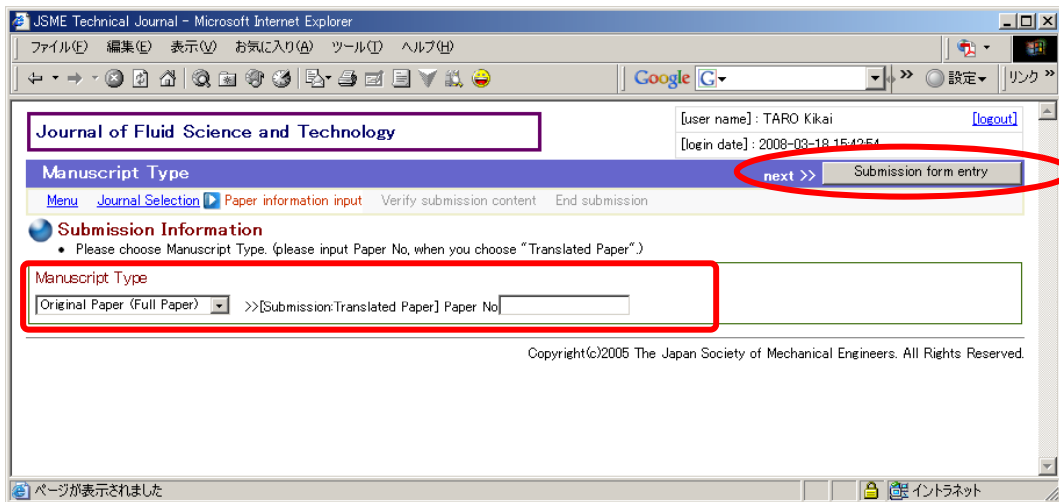 JSME Technical Journal - Microsoft Internet Explorer
ファイル(F) 編集(E) 表示(V) お気に入り(A) ツール(T) ヘルプ(H)
Google G 設定 リンク »
Journal of Fluid Science and Technology
[user name] : TARO Kikai [logout]
[login date] : 2008-03-18 15:42:54
Manuscript Type next >> Submission form entry
Menu Journal Selection Paper information input Verify submission content End submission
Submission Information
• Please choose Manuscript Type. (please input Paper No, when you choose "Translated Paper".)
Manuscript Type
Original Paper (Full Paper) >>[Submission:Translated Paper] Paper No
Copyright(c)2005 The Japan Society of Mechanical Engineers. All Rights Reserved.
ページが表示されました イントラネット